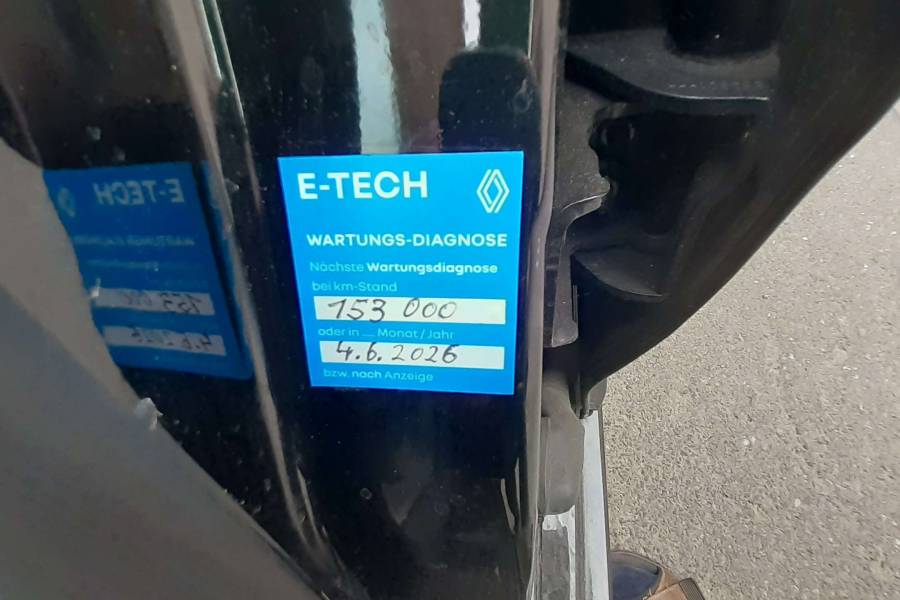 E-TECH
WARTUNGS-DIAGNOSE
Nächste Wartungsdiagnose
bei km-Stand
153 000
oder in .... Monat / Jahr
4.6.2026
bzw. nach Anzeige